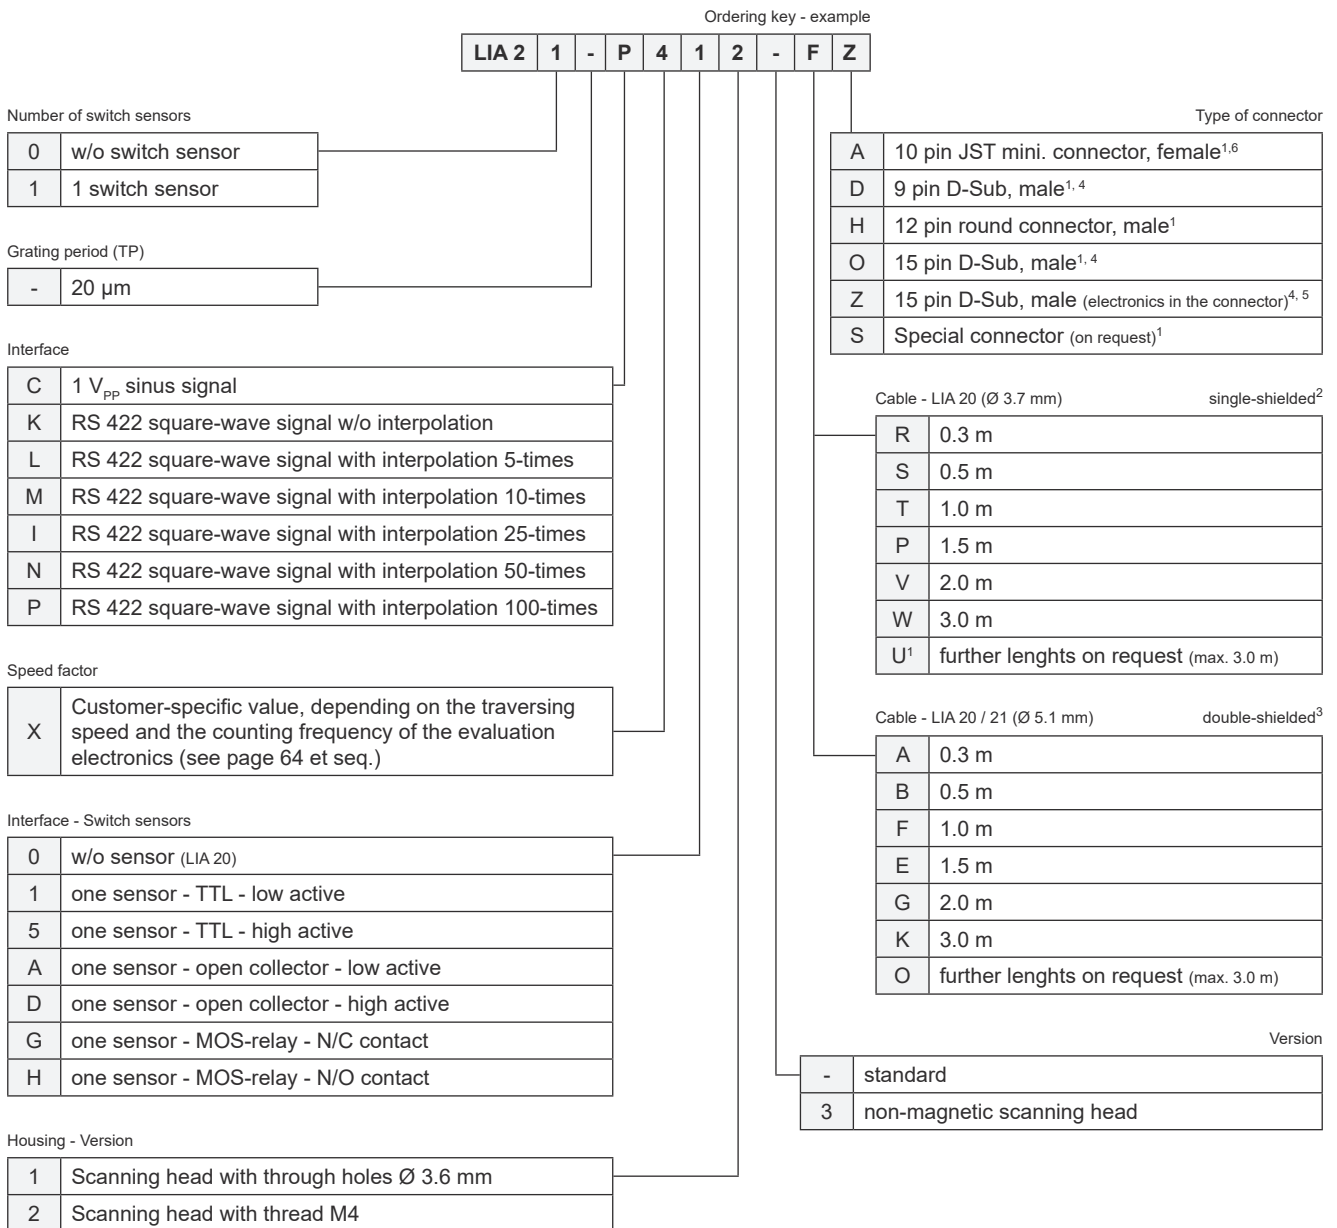 Ordering key - example
LIA 2 1 - P 4 1 2 - F Z
Number of switch sensors
0 w/o switch sensor
1 1 switch sensor
Grating period (TP)
- 20 µm
Interface
C 1 VPP sinus signal
K RS 422 square-wave signal w/o interpolation
L RS 422 square-wave signal with interpolation 5-times
M RS 422 square-wave signal with interpolation 10-times
I RS 422 square-wave signal with interpolation 25-times
N RS 422 square-wave signal with interpolation 50-times
P RS 422 square-wave signal with interpolation 100-times
Speed factor
X Customer-specific value, depending on the traversing
speed and the counting frequency of the evaluation
electronics (see page 64 et seq.)
Interface - Switch sensors
0 w/o sensor (LIA 20)
1 one sensor - TTL - low active
5 one sensor - TTL - high active
A one sensor - open collector - low active
D one sensor - open collector - high active
G one sensor - MOS-relay - N/C contact
H one sensor - MOS-relay - N/O contact
Housing - Version
1 Scanning head with through holes Ø 3.6 mm
2 Scanning head with thread M4
Type of connector
A 10 pin JST mini. connector, female1,6
D 9 pin D-Sub, male1, 4
H 12 pin round connector, male1
O 15 pin D-Sub, male1, 4
Z 15 pin D-Sub, male (electronics in the connector)4, 5
S Special connector (on request)1
Cable - LIA 20 (Ø 3.7 mm) single-shielded2
R 0.3 m
S 0.5 m
T 1.0 m
P 1.5 m
V 2.0 m
W 3.0 m
U1 further lenghts on request (max. 3.0 m)
Cable - LIA 20 / 21 (Ø 5.1 mm) double-shielded3
A 0.3 m
B 0.5 m
F 1.0 m
E 1.5 m
G 2.0 m
K 3.0 m
O further lenghts on request (max. 3.0 m)
Version
- standard
3 non-magnetic scanning head